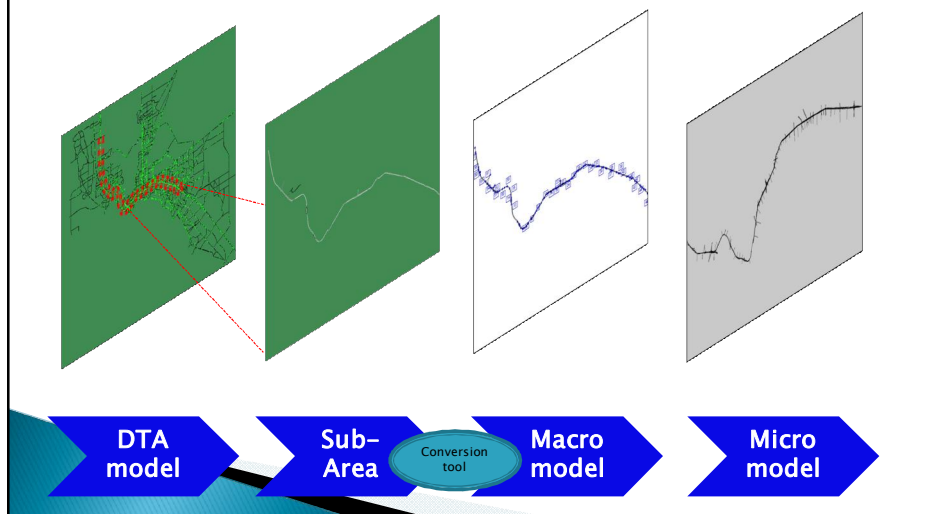 DTA
model
Sub-
Area
Conversion
tool
Macro
model
Micro
model